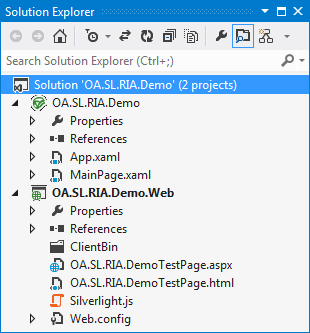 Solution Explorer
Search Solution Explorer (Ctrl+;)
Solution 'OA.SL.RIA.Demo' (2 projects)
OA.SL.RIA.Demo
Properties
References
App.xaml
MainPage.xaml
OA.SL.RIA.Demo.Web
Properties
References
ClientBin
OA.SL.RIA.DemoTestPage.aspx
OA.SL.RIA.DemoTestPage.html
Silverlight.js
Web.config